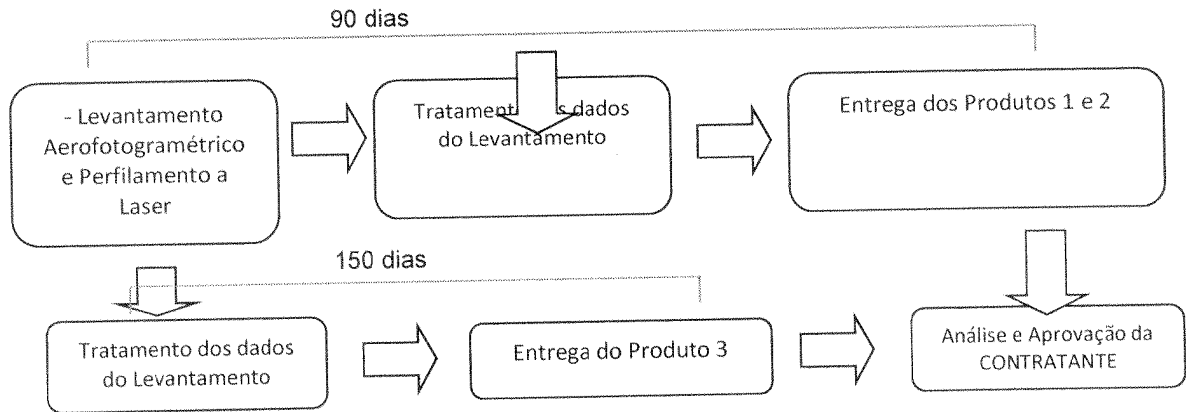 90 dias
- Levantamento
Aerofotogramétrico
e Perfilamento a
Laser
dados
do Levantamento
Entrega dos Produtos 1 e 2
150 dias
Tratamento dos dados
do Levantamento
Entrega do Produto 3
Análise e Aprovação da
CONTRATANTE